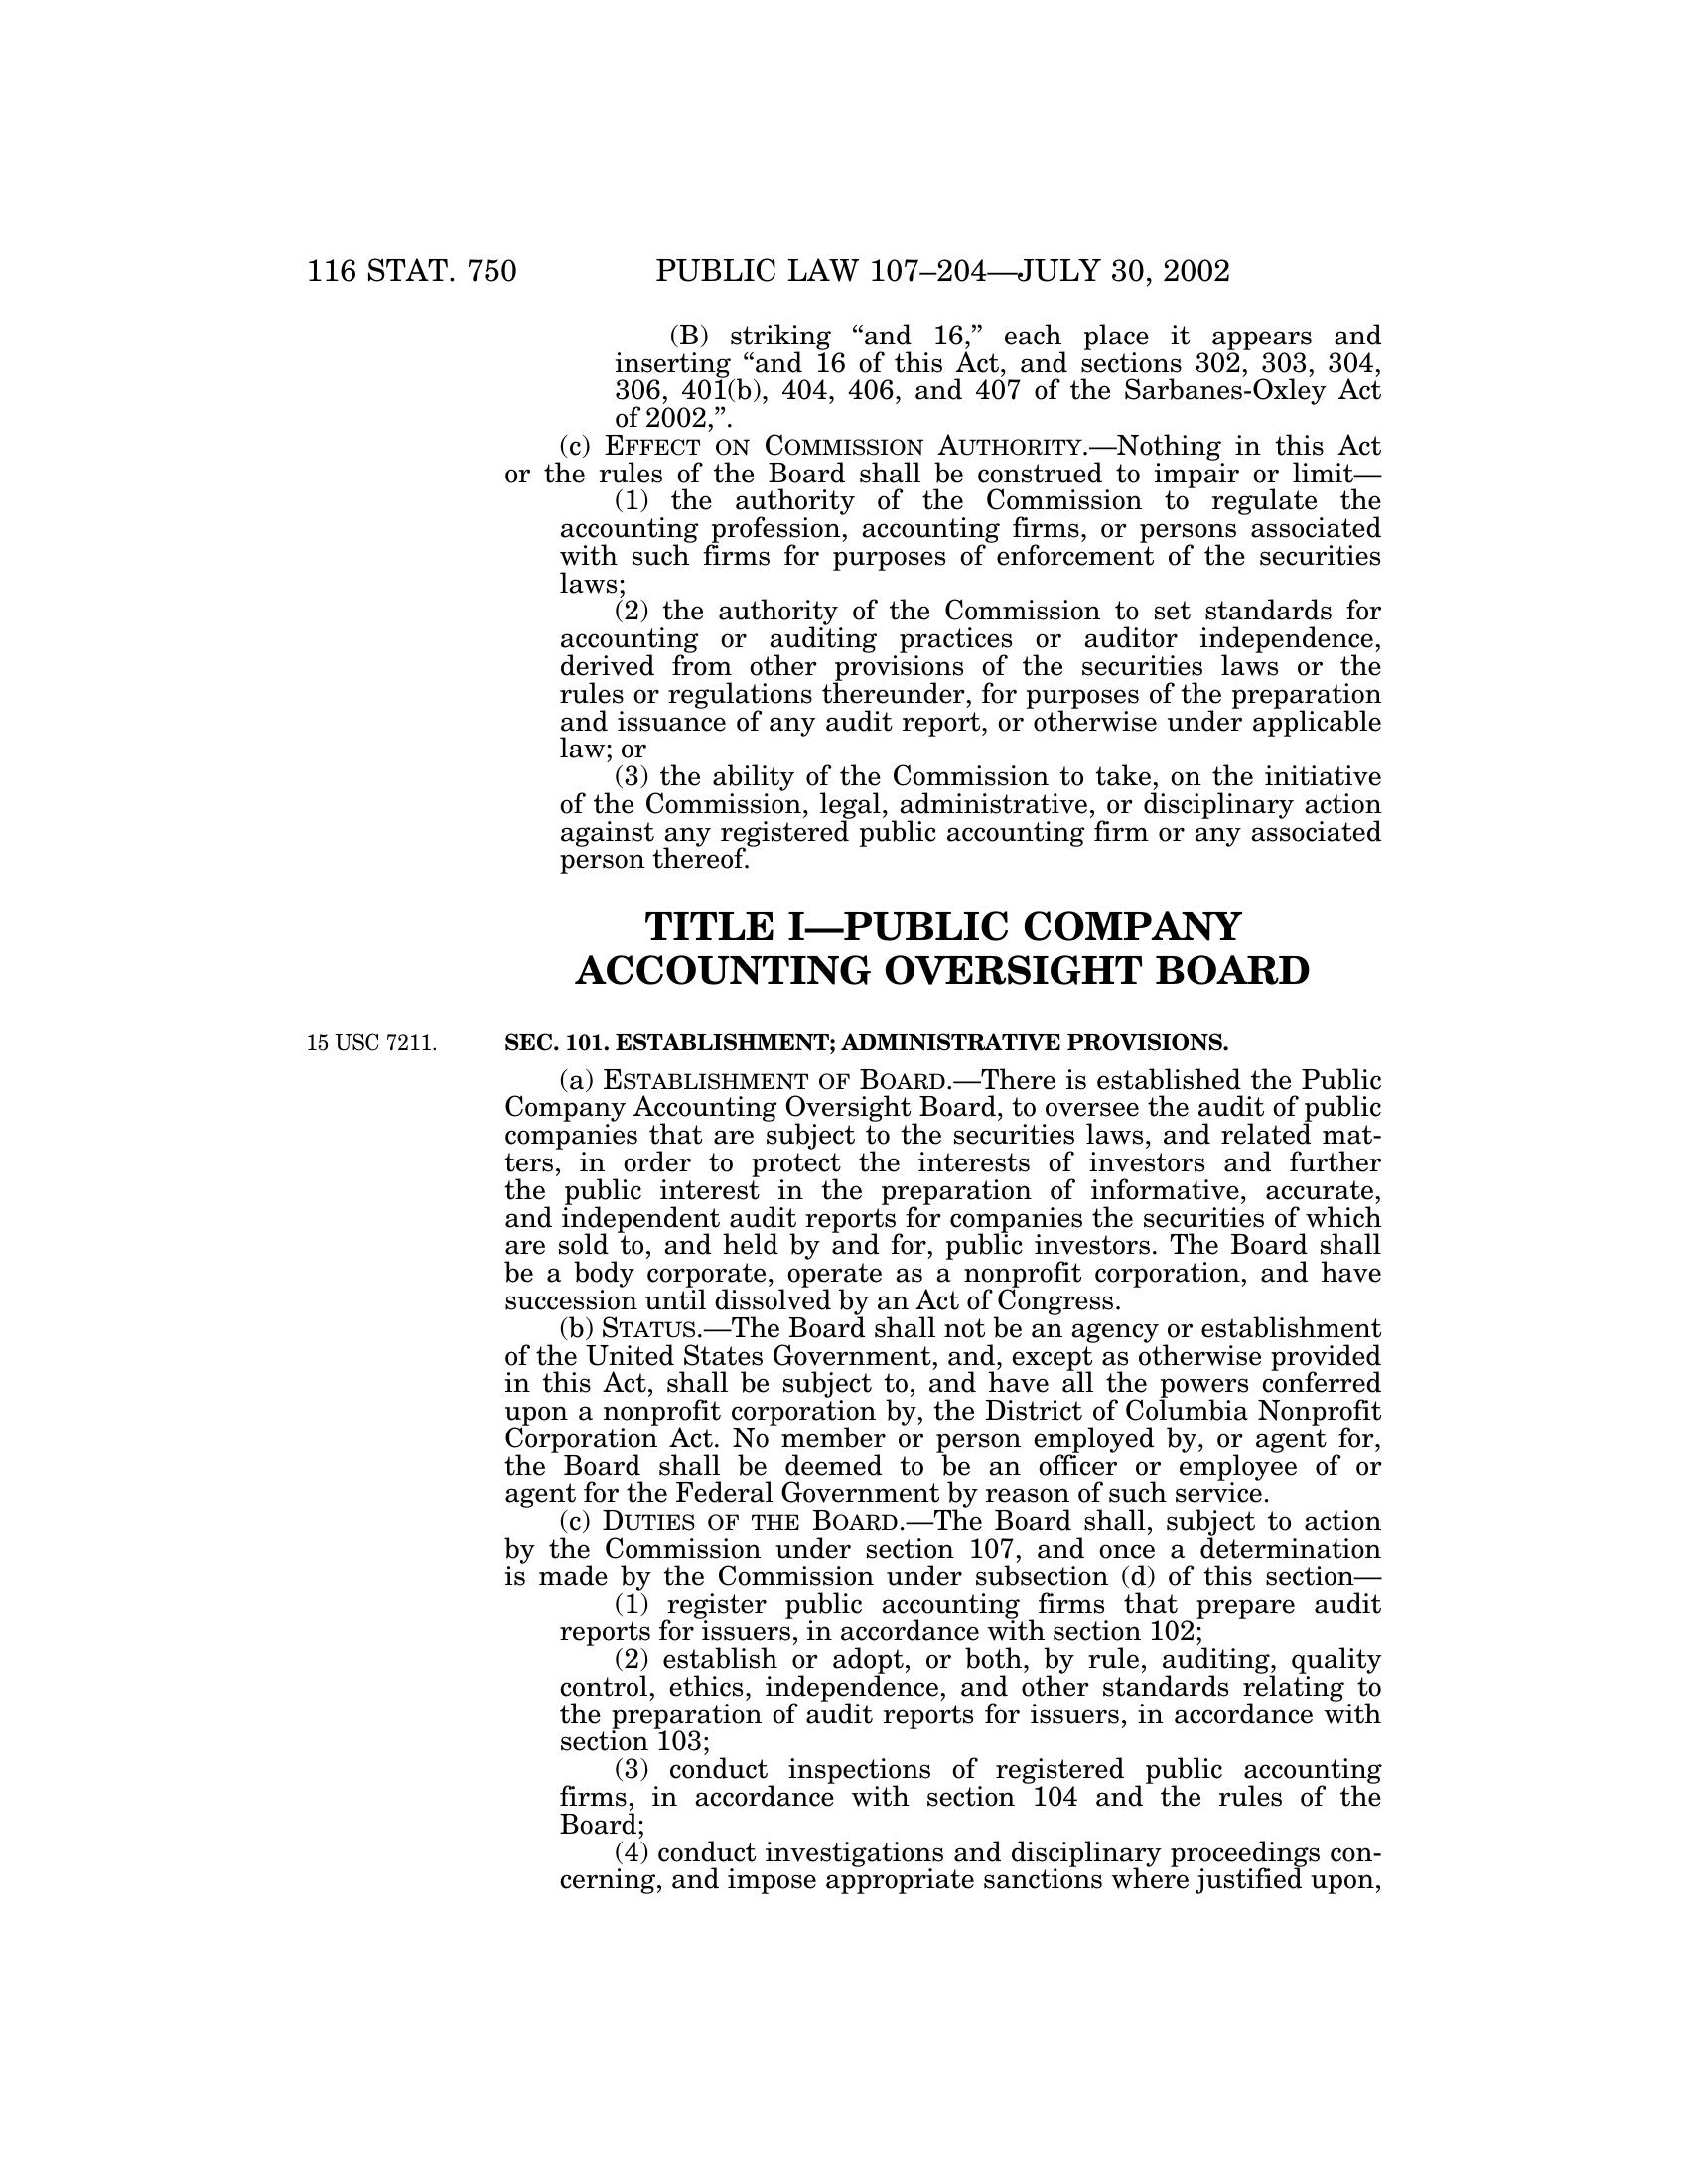 116 STAT. 750 PUBLIC LAW 107–204—JULY 30, 2002
(B) striking “and 16,” each place it appears and
inserting “and 16 of this Act, and sections 302, 303, 304,
306, 401(b), 404, 406, and 407 of the Sarbanes-Oxley Act
of 2002,”.
(c) EFFECT ON COMMISSION AUTHORITY.—Nothing in this Act
or the rules of the Board shall be construed to impair or limit—
(1) the authority of the Commission to regulate the
accounting profession, accounting firms, or persons associated
with such firms for purposes of enforcement of the securities
laws;
(2) the authority of the Commission to set standards for
accounting or auditing practices or auditor independence,
derived from other provisions of the securities laws or the
rules or regulations thereunder, for purposes of the preparation
and issuance of any audit report, or otherwise under applicable
law; or
(3) the ability of the Commission to take, on the initiative
of the Commission, legal, administrative, or disciplinary action
against any registered public accounting firm or any associated
person thereof.
TITLE I—PUBLIC COMPANY
ACCOUNTING OVERSIGHT BOARD
15 USC 7211. SEC. 101. ESTABLISHMENT; ADMINISTRATIVE PROVISIONS.
(a) ESTABLISHMENT OF BOARD.—There is established the Public
Company Accounting Oversight Board, to oversee the audit of public
companies that are subject to the securities laws, and related mat-
ters, in order to protect the interests of investors and further
the public interest in the preparation of informative, accurate,
and independent audit reports for companies the securities of which
are sold to, and held by and for, public investors. The Board shall
be a body corporate, operate as a nonprofit corporation, and have
succession until dissolved by an Act of Congress.
(b) STATUS.—The Board shall not be an agency or establishment
of the United States Government, and, except as otherwise provided
in this Act, shall be subject to, and have all the powers conferred
upon a nonprofit corporation by, the District of Columbia Nonprofit
Corporation Act. No member or person employed by, or agent for,
the Board shall be deemed to be an officer or employee of or
agent for the Federal Government by reason of such service.
(c) DUTIES OF THE BOARD.—The Board shall, subject to action
by the Commission under section 107, and once a determination
is made by the Commission under subsection (d) of this section—
(1) register public accounting firms that prepare audit
reports for issuers, in accordance with section 102;
(2) establish or adopt, or both, by rule, auditing, quality
control, ethics, independence, and other standards relating to
the preparation of audit reports for issuers, in accordance with
section 103;
(3) conduct inspections of registered public accounting
firms, in accordance with section 104 and the rules of the
Board;
(4) conduct investigations and disciplinary proceedings con-
cerning, and impose appropriate sanctions where justified upon,